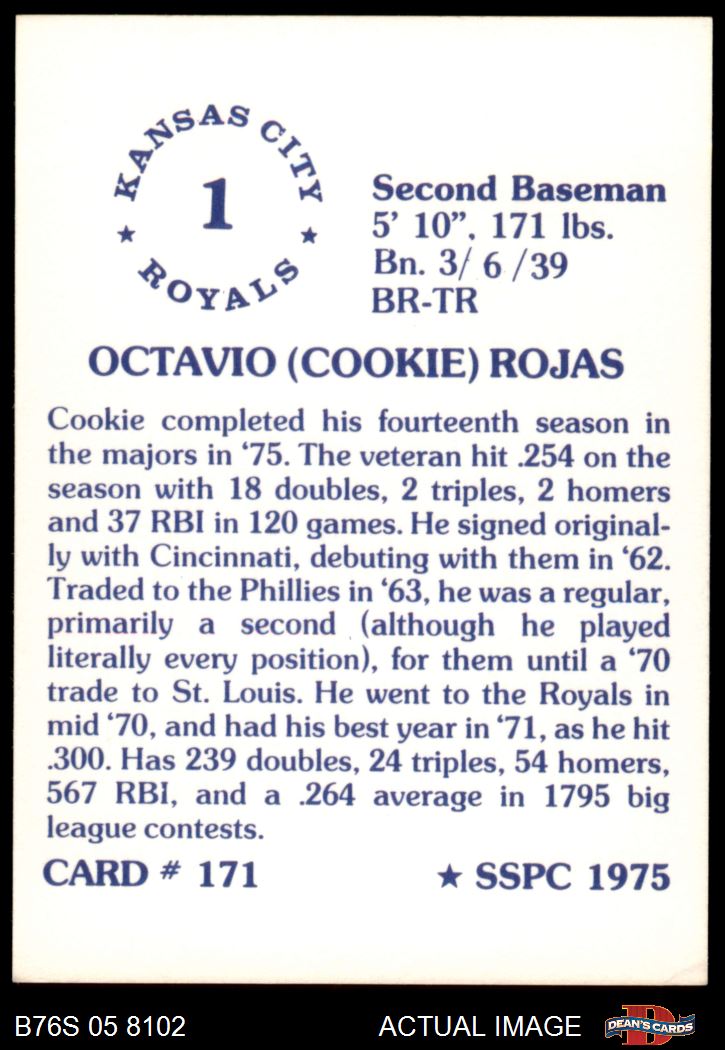 KANSAS CITY
1
ROYALS
Second Baseman
5' 10", 171 lbs.
Bn. 3/ 6 /39
BR-TR
OCTAVIO (COOKIE) ROJAS
Cookie completed his fourteenth season in
the majors in ‘75. The veteran hit .254 on the
season with 18 doubles, 2 triples, 2 homers
and 37 RBI in 120 games. He signed original-
ly with Cincinnati, debuting with them in ‘62.
Traded to the Phillies in ‘63, he was a regular,
primarily a second (although he played
literally every position), for them until a ‘70
trade to St. Louis. He went to the Royals in
mid ‘70, and had his best year in ‘71, as he hit
.300. Has 239 doubles, 24 triples, 54 homers,
567 RBI, and a .264 average in 1795 big
league contests.
CARD # 171 ★ SSPC 1975
B76S 05 8102 ACTUAL IMAGE
D
DEAN'S CARDS